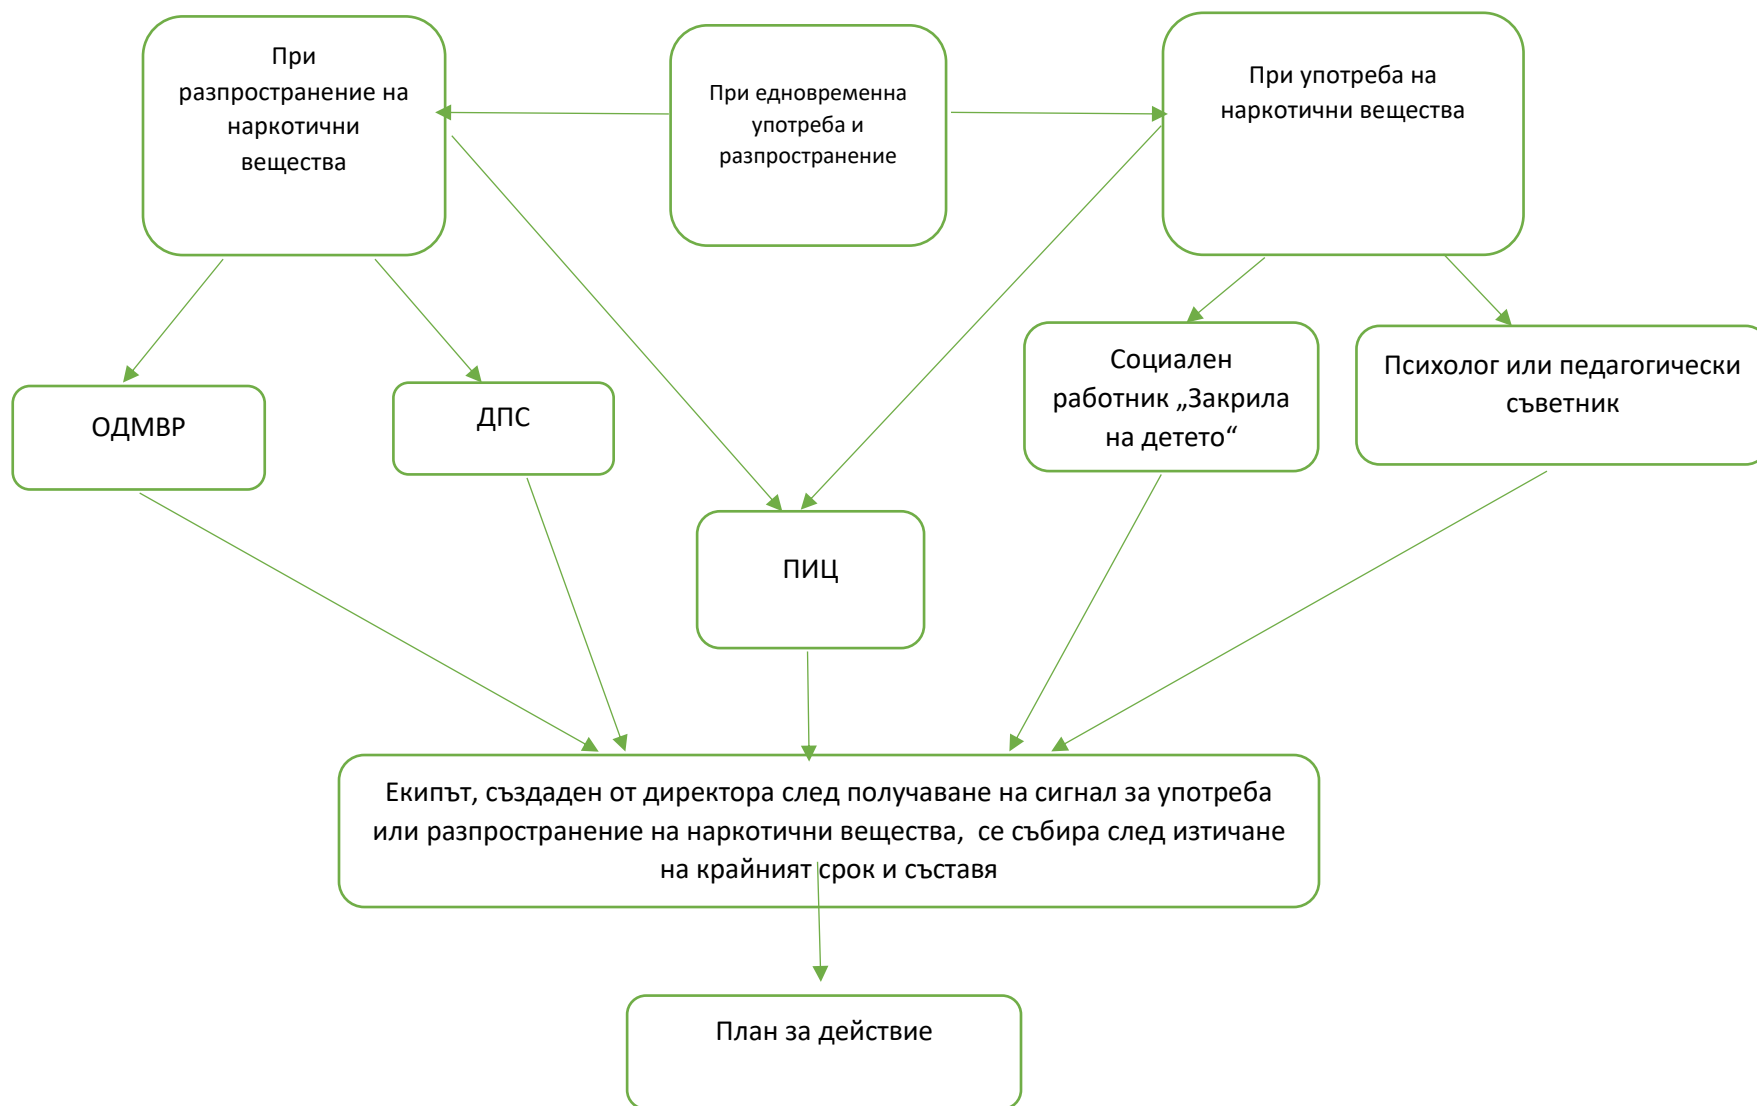 При
разпространение на
наркотични
вещества
При едновременна
употреба и
разпространение
При употреба на
наркотични вещества
ОДМВР
ДПС
Социален
работник „Закрила
на детето“
Психолог или педагогически
съветник
ПИЦ
Екипът, създаден от директора след получаване на сигнал за употреба
или разпространение на наркотични вещества, се събира след изтичане
на крайният срок и съставя
План за действие